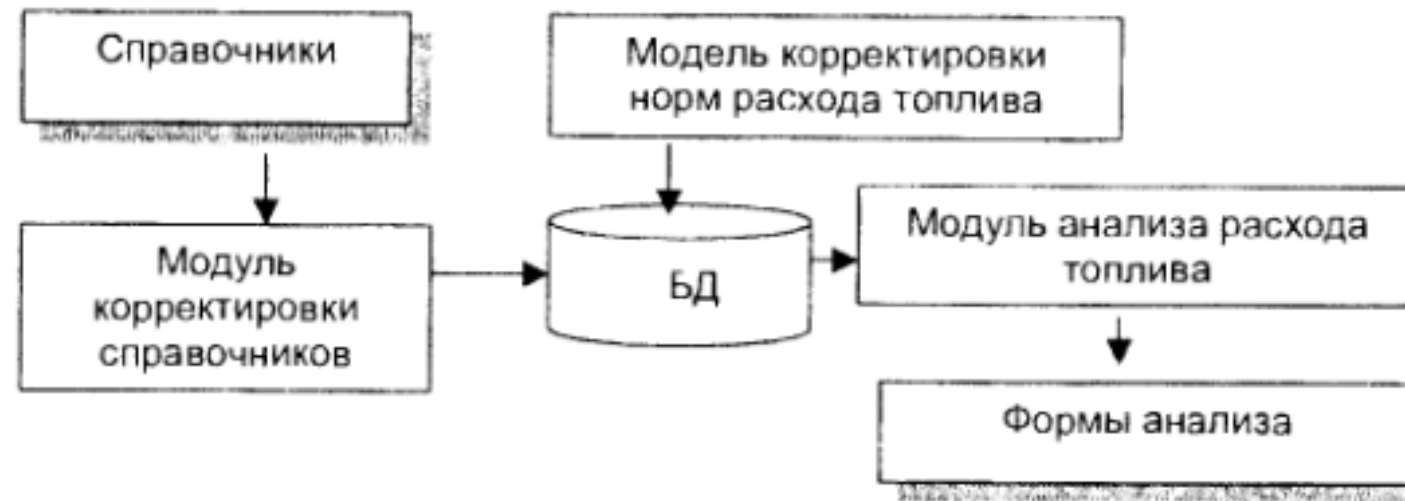 Справочники
Модель корректировки
норм расхода топлива
Модуль
корректировки
справочников
БД
Модуль анализа расхода
топлива
Формы анализа